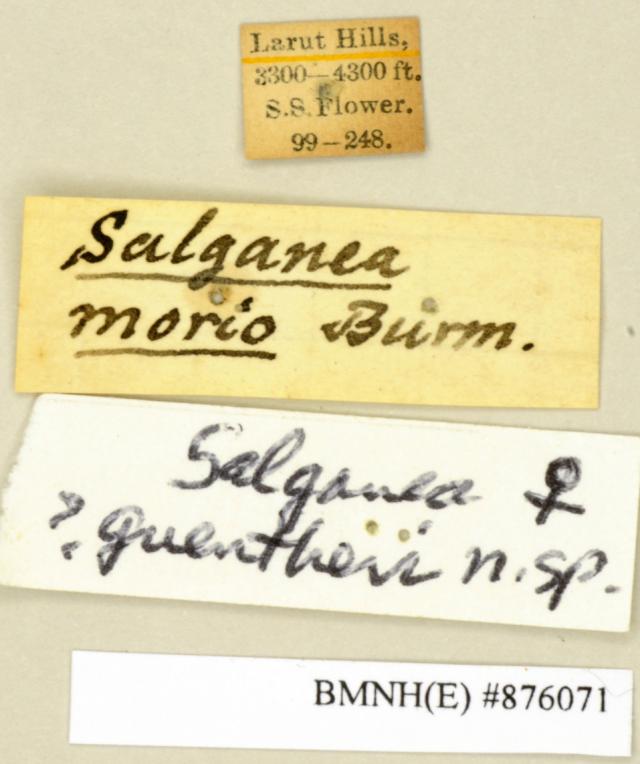 Larut Hills,
3300–4300 ft.
S.S. Flower.
99–248.
Salganea
morio Burm.
Salganea ♀
? guentheri n.sp.
BMNH(E) #876071